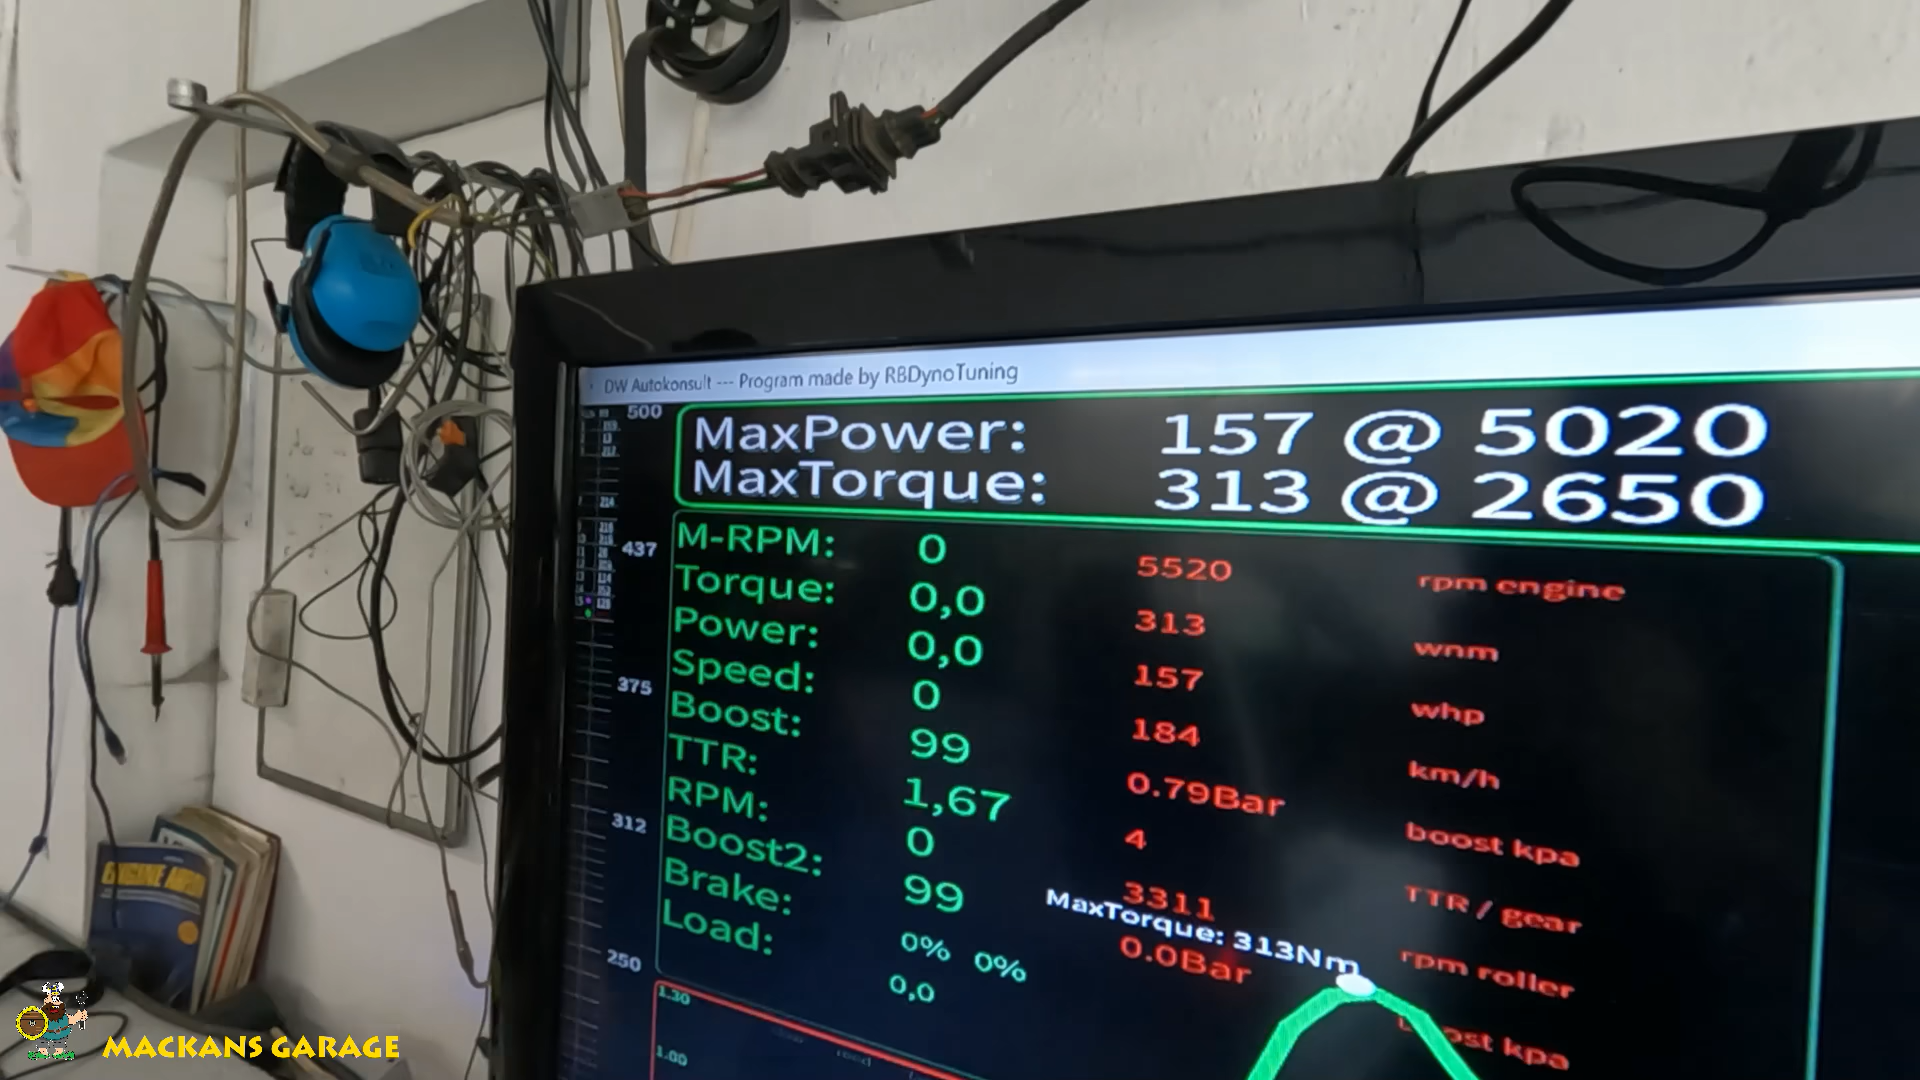 DW Autokonsult --- Program made by RBDynoTuning
MaxPower: 157 @ 5020
MaxTorque: 313 @ 2650
M-RPM: 0 5520 rpm engine
Torque: 0,0 313 wnm
Power: 0,0 157 whp
Speed: 0 184 km/h
Boost: 99 0.79Bar boost kpa
TTR: 1,67 4 TTR / gear
RPM: 0 3311 rpm roller
Boost2: 99 0.0Bar kpa
Brake: 0% 0%
Load: 0,0
MaxTorque: 313Nm
500
437
375
312
250
1.30
1.00
MACKANS GARAGE